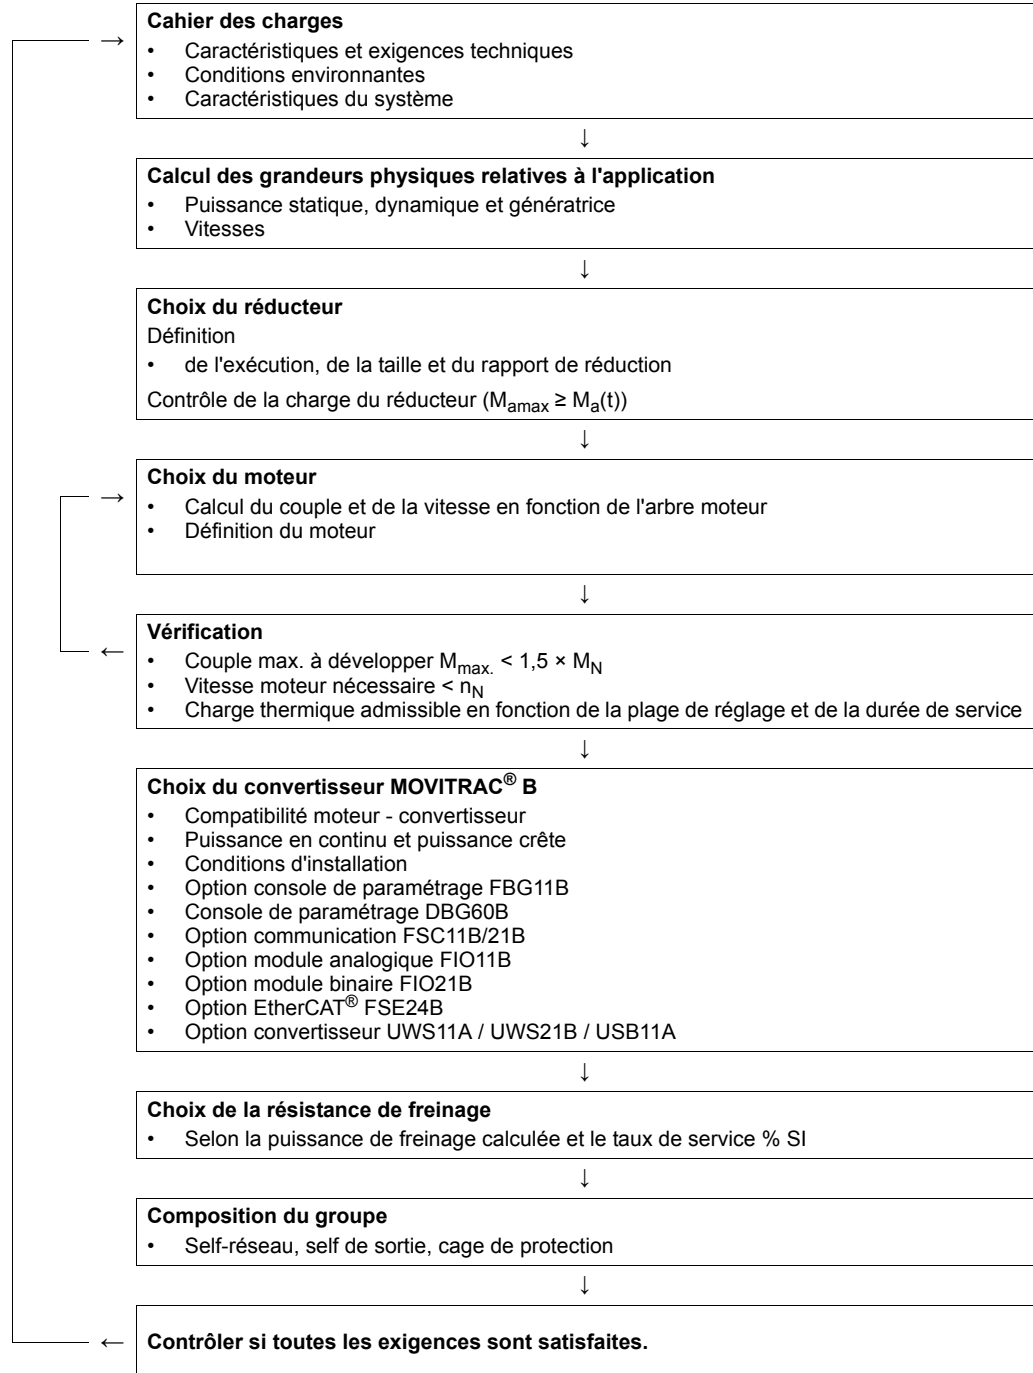 Cahier des charges
• Caractéristiques et exigences techniques
• Conditions environnantes
• Caractéristiques du système
↓
Calcul des grandeurs physiques relatives à l'application
• Puissance statique, dynamique et génératrice
• Vitesses
↓
Choix du réducteur
Définition
• de l'exécution, de la taille et du rapport de réduction
Contrôle de la charge du réducteur (Mamax ≥ Ma(t))
↓
Choix du moteur
• Calcul du couple et de la vitesse en fonction de l'arbre moteur
• Définition du moteur
↓
Vérification
• Couple max. à développer Mmax. < 1,5 × MN
• Vitesse moteur nécessaire < nN
• Charge thermique admissible en fonction de la plage de réglage et de la durée de service
↓
Choix du convertisseur MOVITRAC® B
• Compatibilité moteur - convertisseur
• Puissance en continu et puissance crête
• Conditions d'installation
• Option console de paramétrage FBG11B
• Console de paramétrage DBG60B
• Option communication FSC11B/21B
• Option module analogique FIO11B
• Option module binaire FIO21B
• Option EtherCAT® FSE24B
• Option convertisseur UWS11A / UWS21B / USB11A
↓
Choix de la résistance de freinage
• Selon la puissance de freinage calculée et le taux de service % SI
↓
Composition du groupe
• Self-réseau, self de sortie, cage de protection
↓
Contrôler si toutes les exigences sont satisfaites.